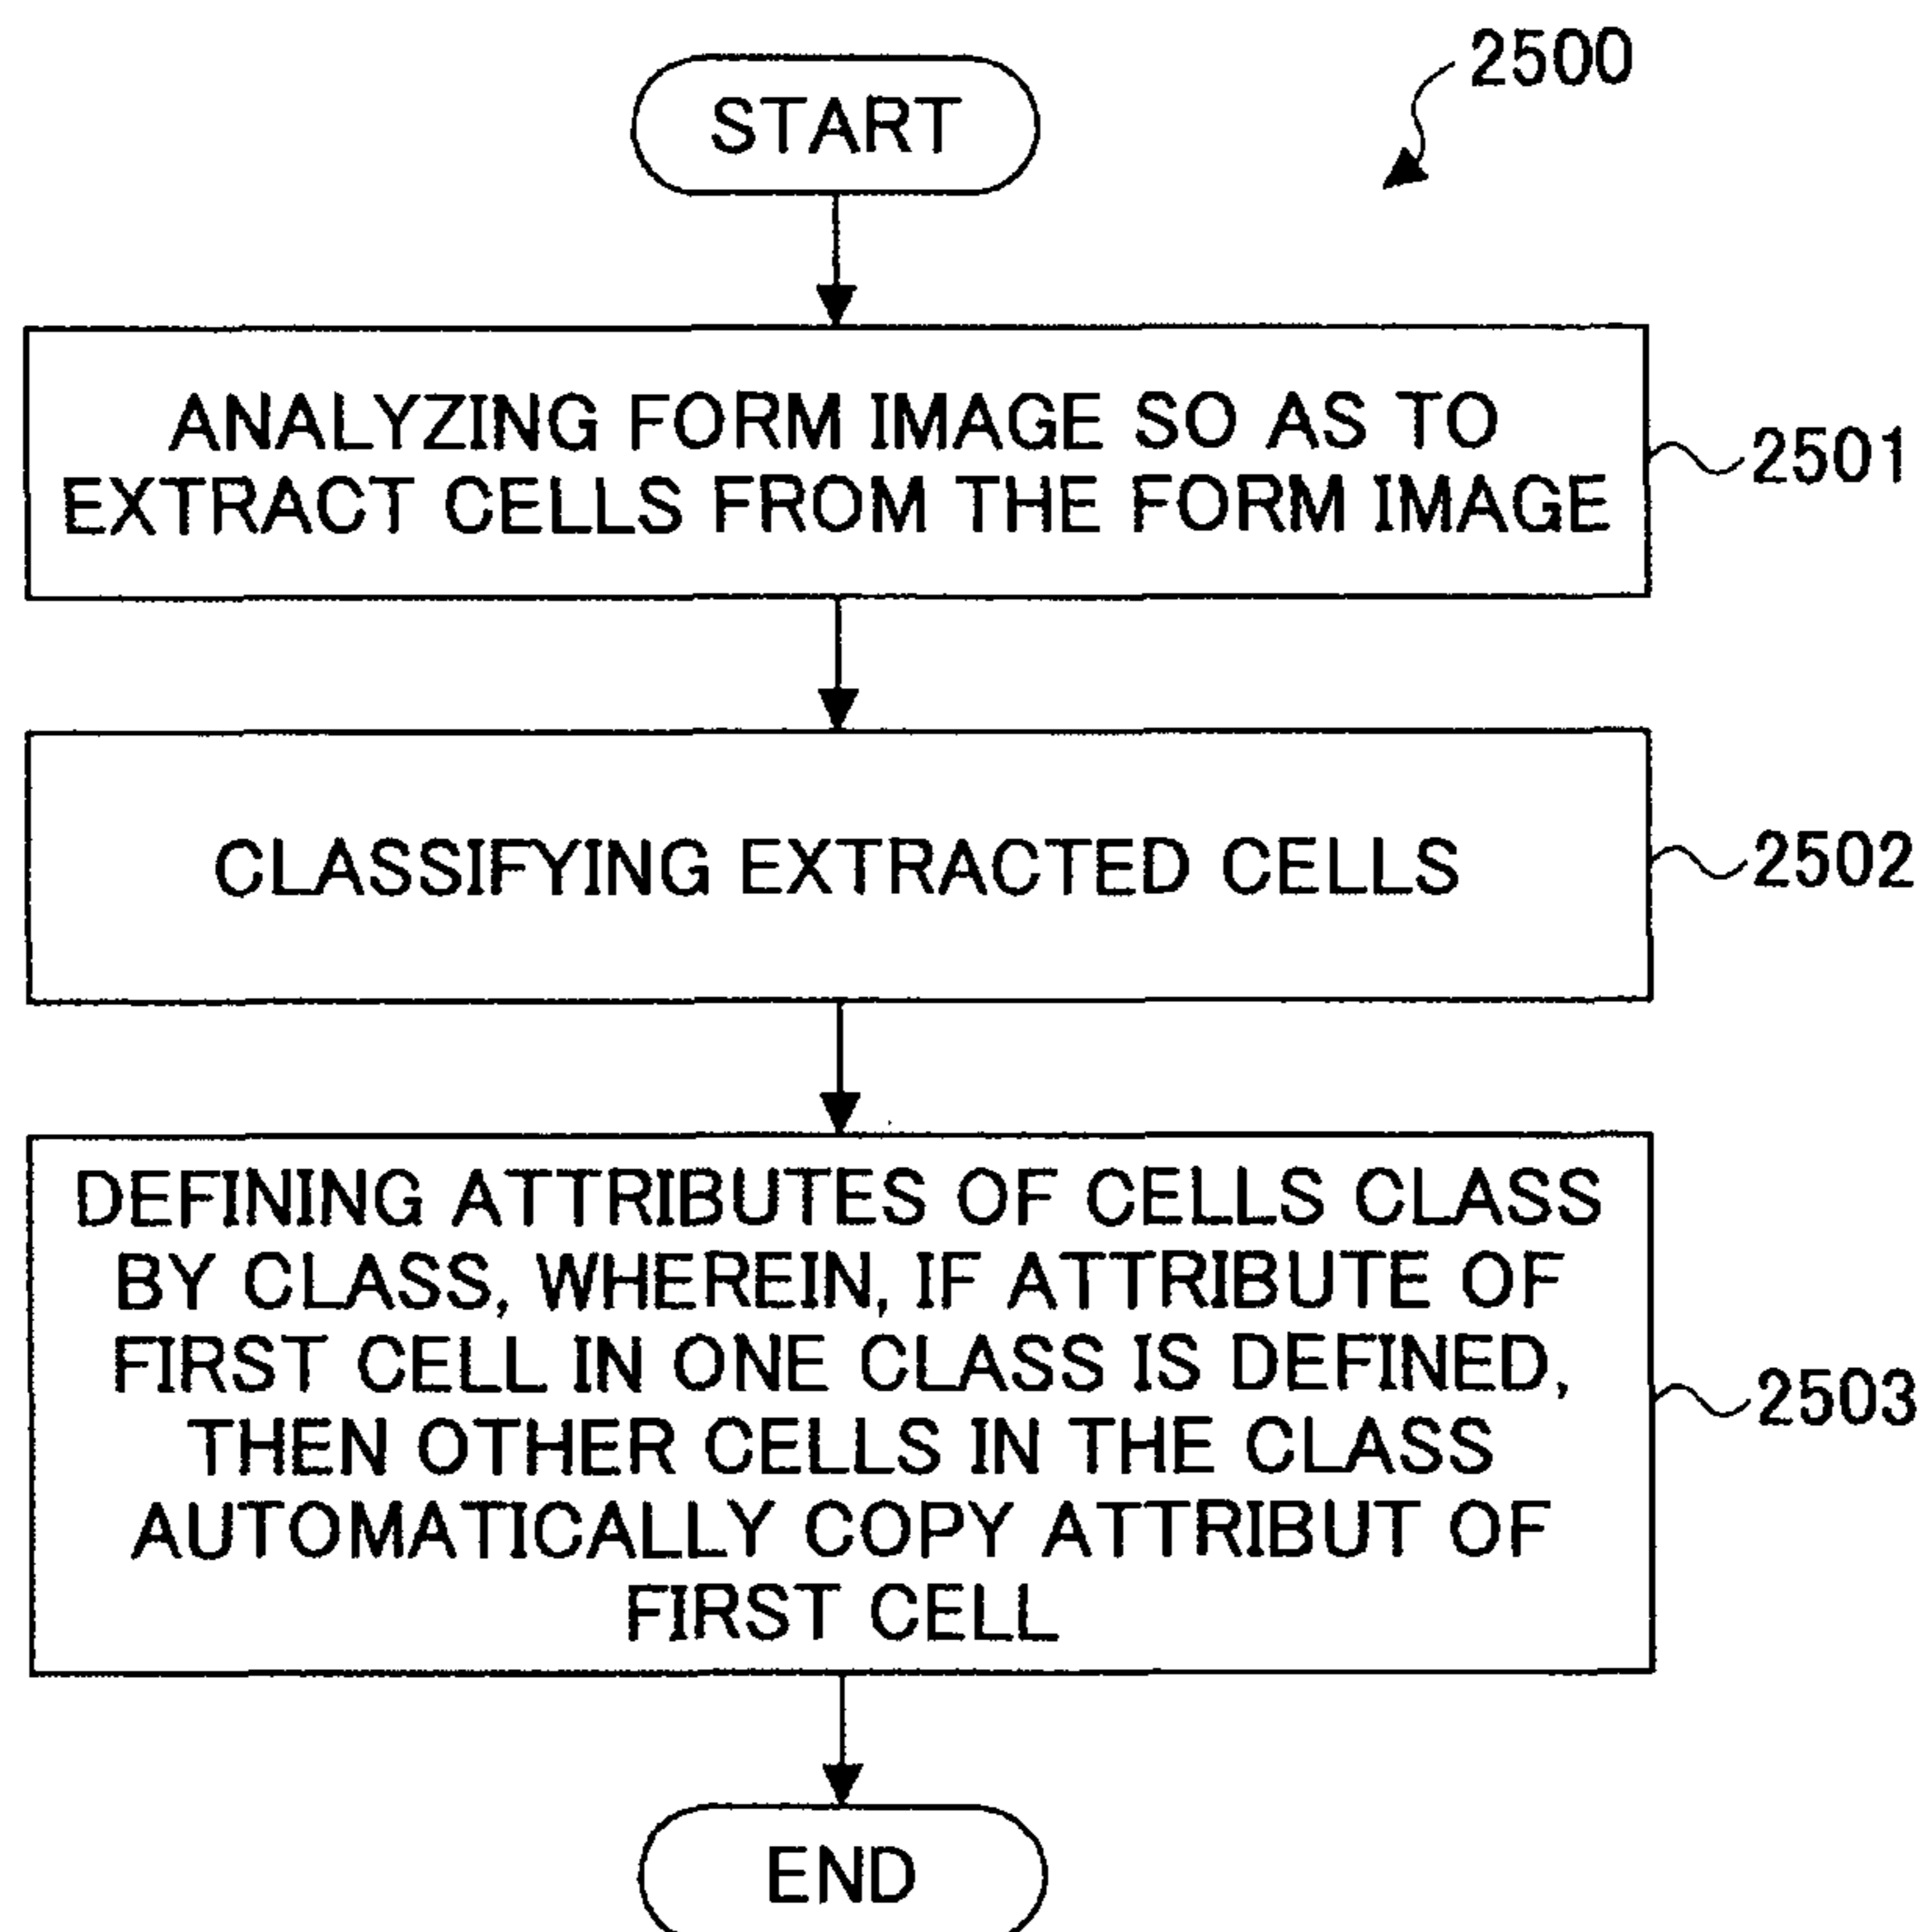 2500
START
ANALYZING FORM IMAGE SO AS TO
EXTRACT CELLS FROM THE FORM IMAGE
2501
CLASSIFYING EXTRACTED CELLS
2502
DEFINING ATTRIBUTES OF CELLS CLASS
BY CLASS, WHEREIN, IF ATTRIBUTE OF
FIRST CELL IN ONE CLASS IS DEFINED,
THEN OTHER CELLS IN THE CLASS
AUTOMATICALLY COPY ATTRIBUT OF
FIRST CELL
2503
END